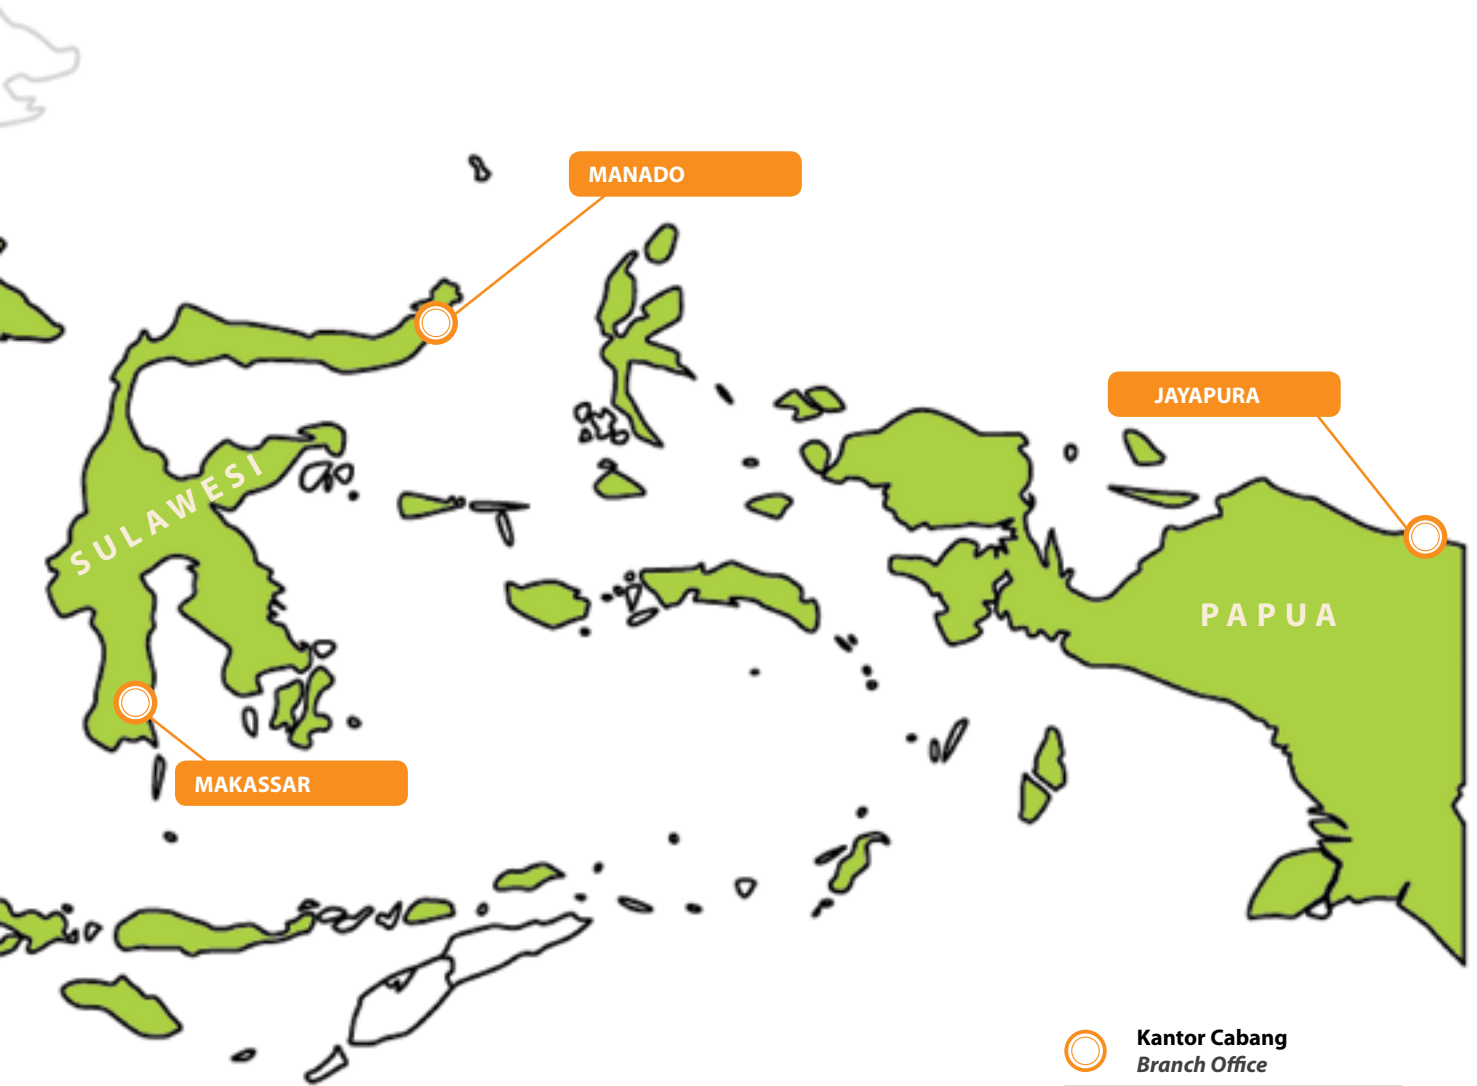 MANADO
JAYAPURA
SULAWESI
PAPUA
MAKASSAR
Kantor Cabang
Branch Office